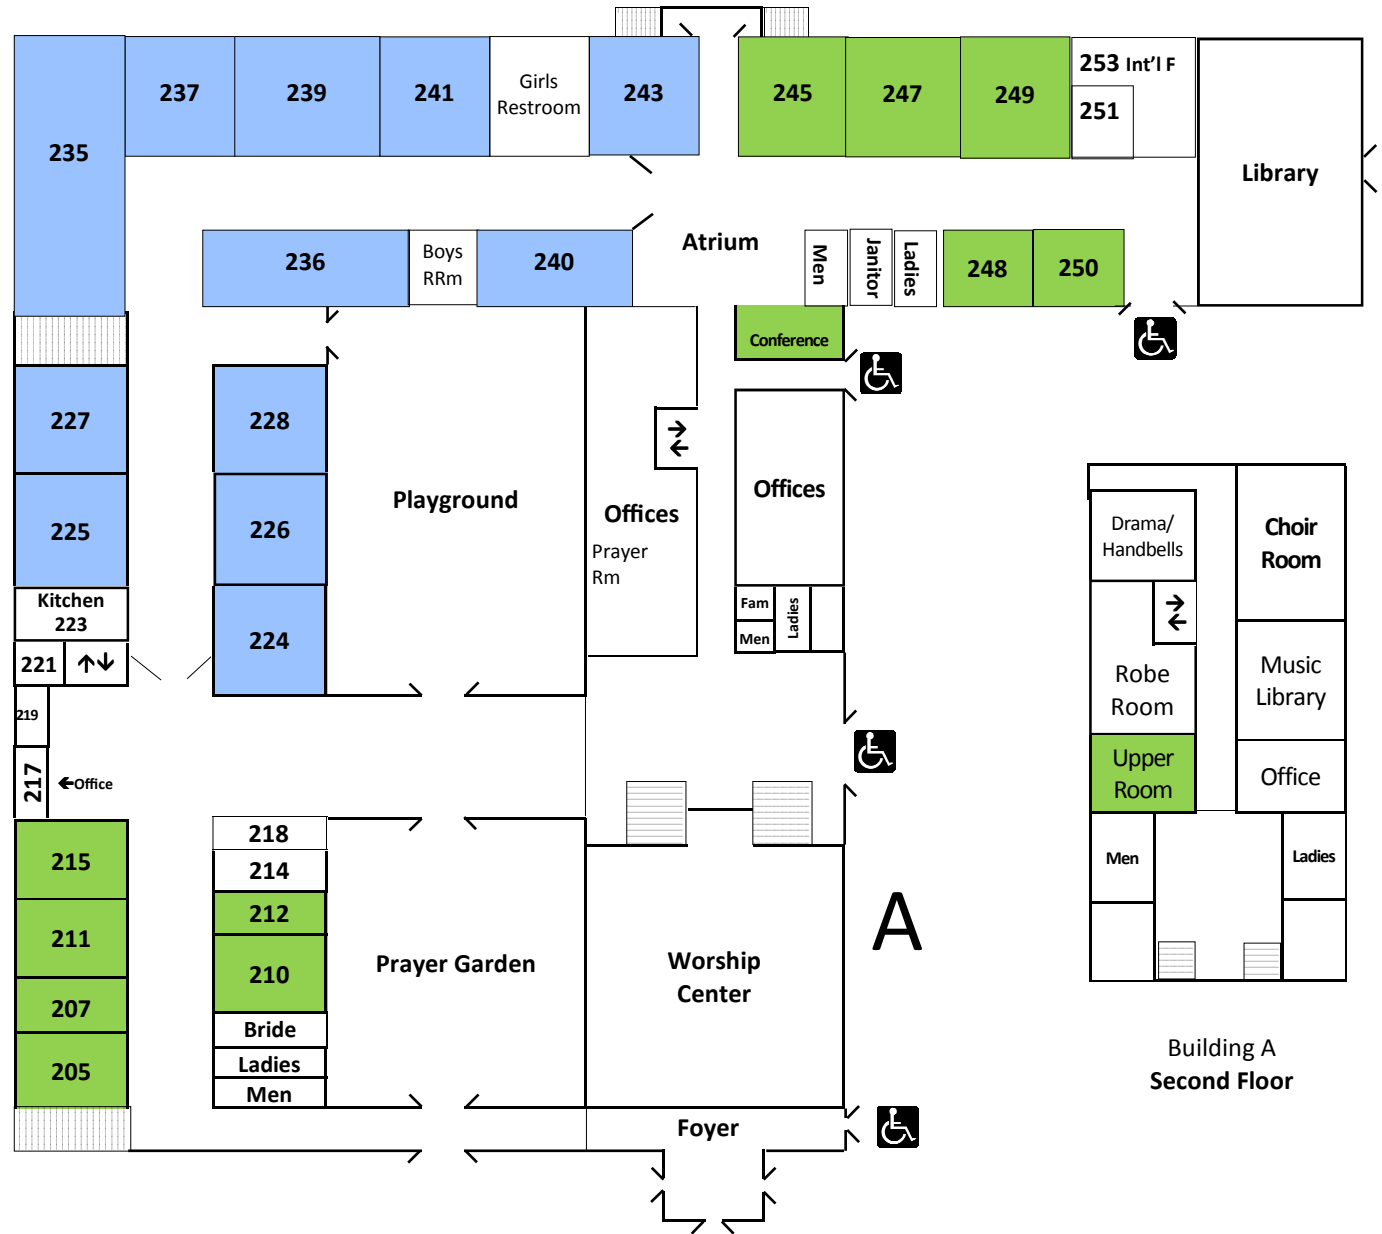 237
239
241
Girls
Restroom
243
245
247
249
253 Int'l F
251
235
Library
236
Boys
RRm
240
Atrium
Men
Janitor
Ladies
248
250
Conference
227
228
225
226
Playground
Offices
Prayer
Rm
Offices
Fam
Men
Ladies
Kitchen
223
224
221
219
217
Office
Drama/
Handbells
Choir
Room
Robe
Room
Music
Library
Upper
Room
Office
Men
Ladies
215
211
207
205
218
214
212
210
Bride
Ladies
Men
Prayer Garden
Worship
Center
A
Foyer
Building A
Second Floor